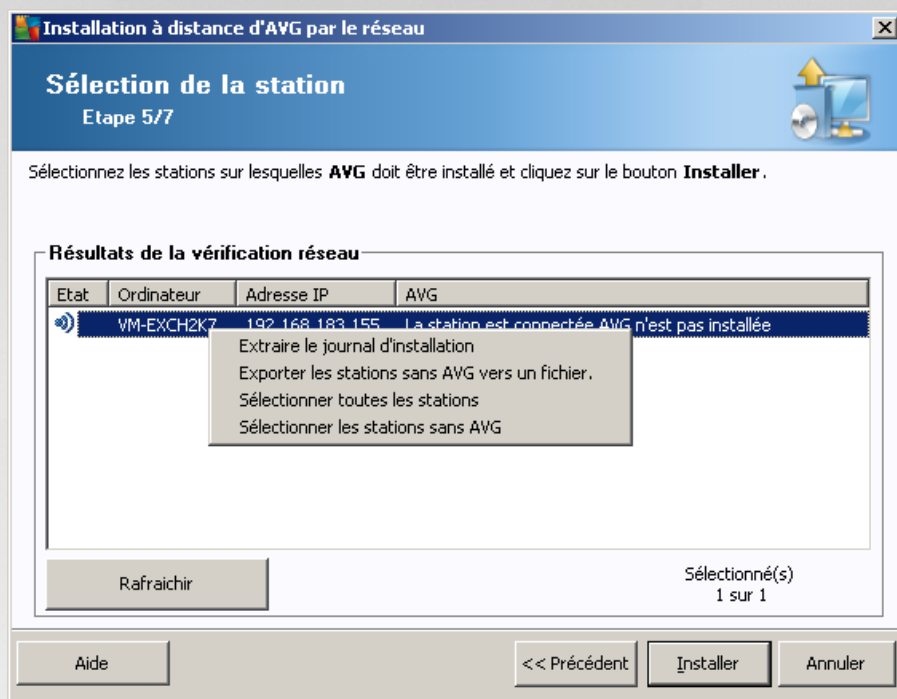 Installation à distance d'AVG par le réseau
Sélection de la station
Etape 5/7
Sélectionnez les stations sur lesquelles AVG doit être installé et cliquez sur le bouton Installer.
Résultats de la vérification réseau
Etat Ordinateur Adresse IP AVG
VM-EXCH2K7 192.168.183.155 La station est connectée AVG n'est pas installée
Extraire le journal d'installation
Exporter les stations sans AVG vers un fichier.
Sélectionner toutes les stations
Sélectionner les stations sans AVG
Rafraichir
Sélectionné(s)
1 sur 1
Aide << Précédent Installer Annuler